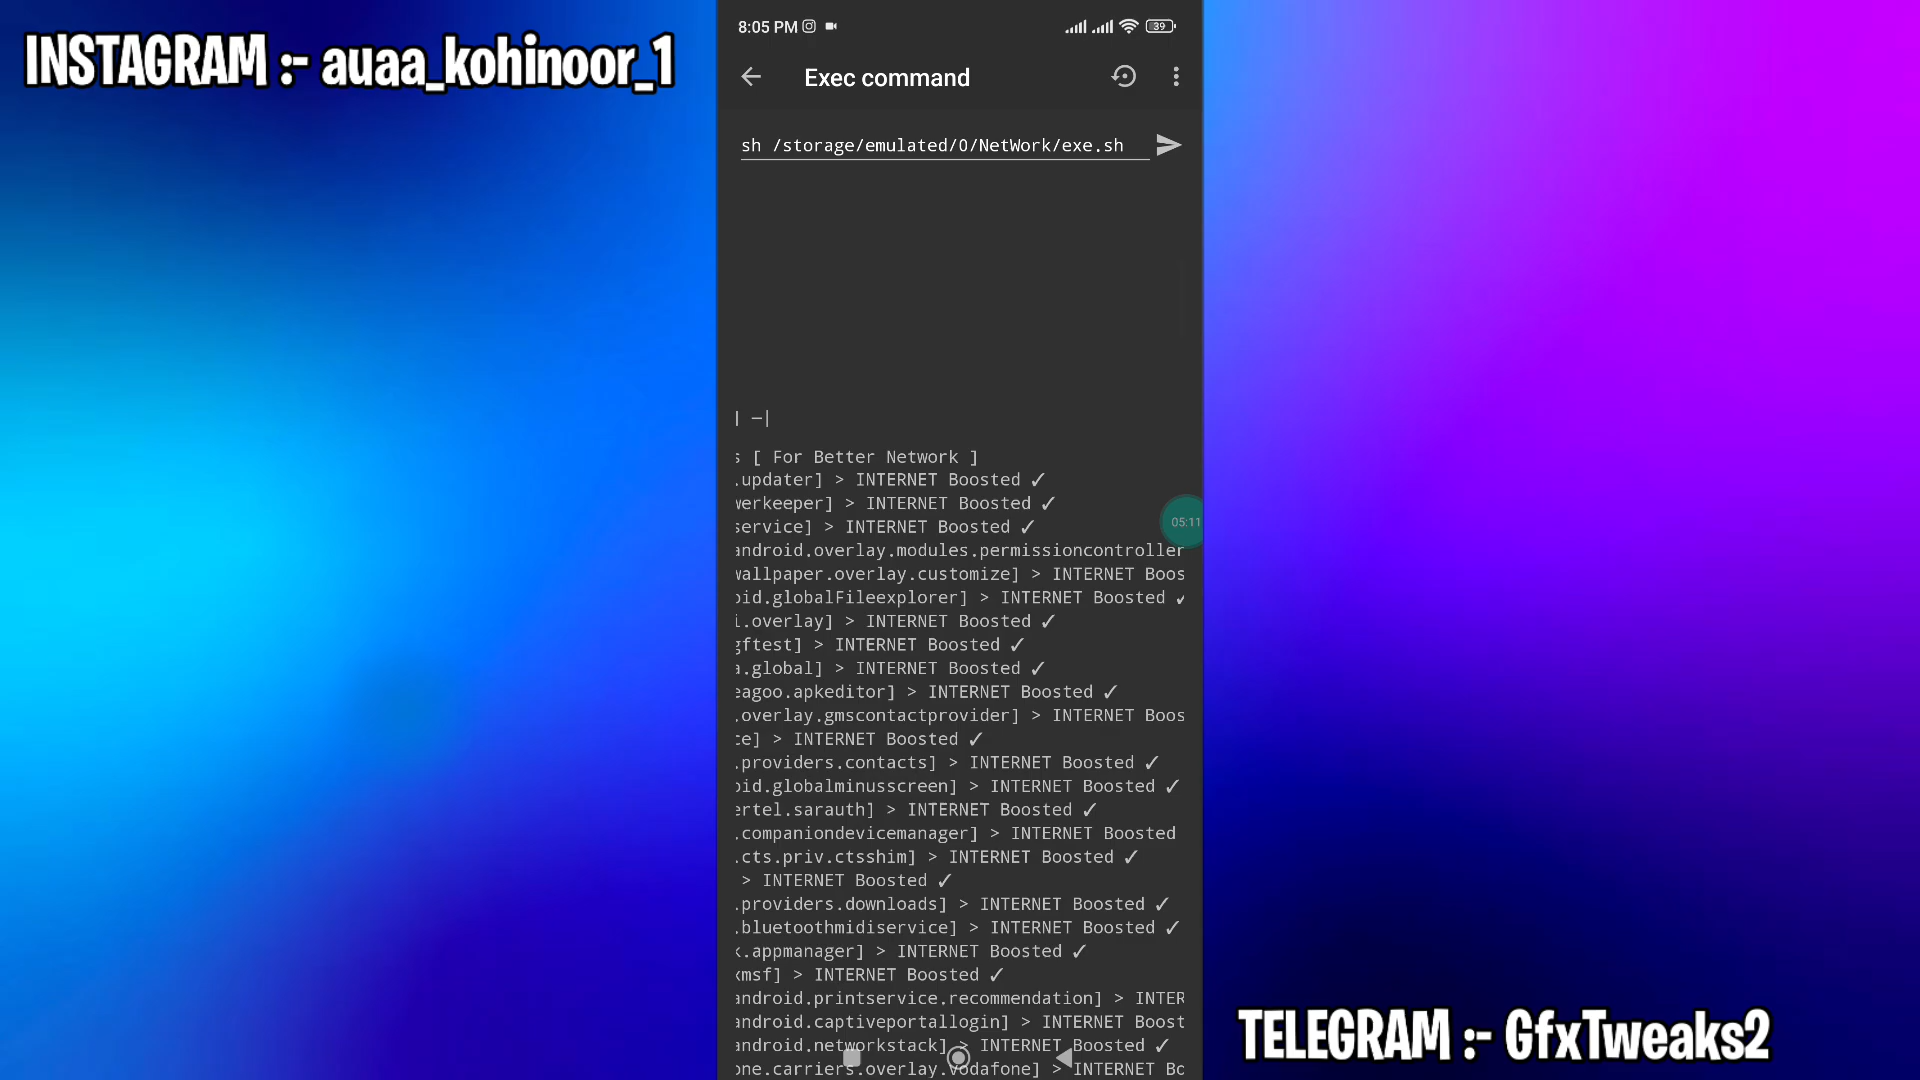 INSTAGRAM :- auaa_kohinoor_1
8:05 PM
39
Exec command
sh /storage/emulated/0/NetWork/exe.sh
| —|
s [ For Better Network ]
.updater] > INTERNET Boosted ✓
werkeeper] > INTERNET Boosted ✓
service] > INTERNET Boosted ✓
05:11
android.overlay.modules.permissioncontroller
wallpaper.overlay.customize] > INTERNET Boos
oid.globalFileexplorer] > INTERNET Boosted ✓
i.overlay] > INTERNET Boosted ✓
gftest] > INTERNET Boosted ✓
a.global] > INTERNET Boosted ✓
eagoo.apkeditor] > INTERNET Boosted ✓
.overlay.gmscontactprovider] > INTERNET Boos
ce] > INTERNET Boosted ✓
.providers.contacts] > INTERNET Boosted ✓
oid.globalminusscreen] > INTERNET Boosted ✓
ertel.sarauth] > INTERNET Boosted ✓
.companiondevicemanager] > INTERNET Boosted
.cts.priv.ctsshim] > INTERNET Boosted ✓
> INTERNET Boosted ✓
.providers.downloads] > INTERNET Boosted ✓
.bluetoothmidiservice] > INTERNET Boosted ✓
k.appmanager] > INTERNET Boosted ✓
xmsf] > INTERNET Boosted ✓
android.printservice.recommendation] > INTER
android.captiveportallogin] > INTERNET Boost
android.networkstack] > INTERNET Boosted ✓
one.carriers.overlay.vodafone] > INTERNET Bo
TELEGRAM :- GfxTweaks2